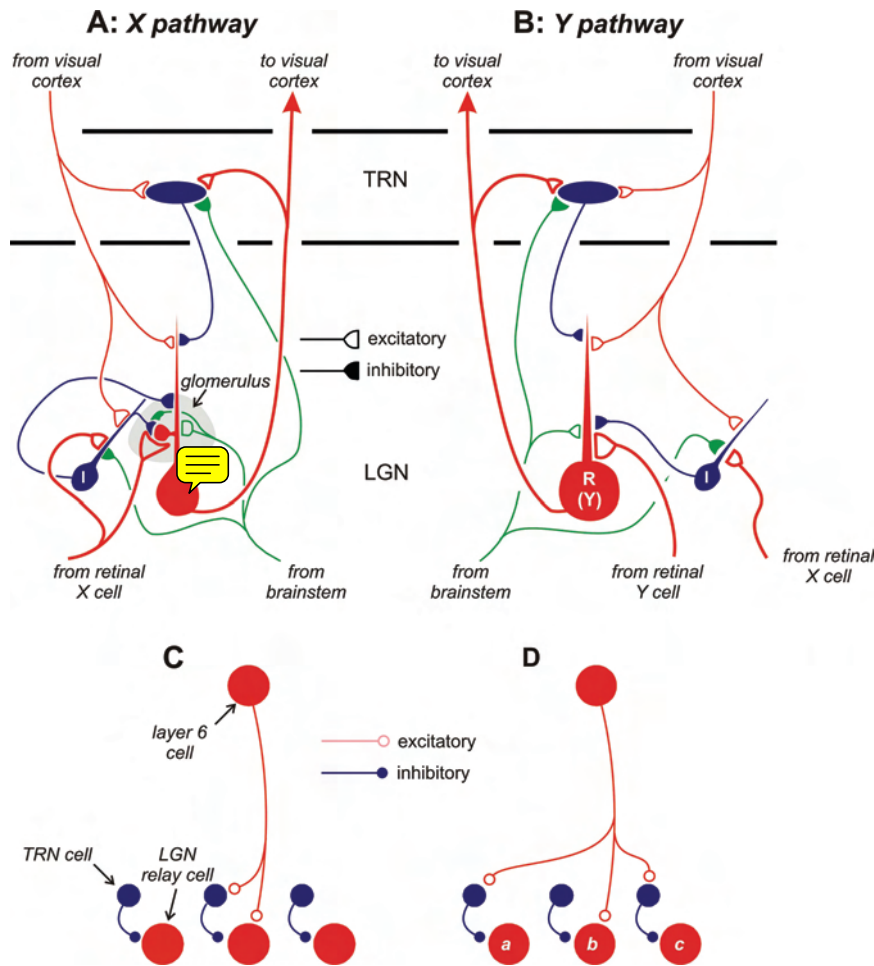 A: X pathway
B: Y pathway
from visual
cortex
to visual
cortex
to visual
cortex
from visual
cortex
TRN
excitatory
inhibitory
glomerulus
LGN
I
R
(Y)
I
from retinal
X cell
from
brainstem
from
brainstem
from retinal
Y cell
from retinal
X cell
C
D
layer 6
cell
excitatory
inhibitory
TRN cell
LGN
relay cell
a
b
c